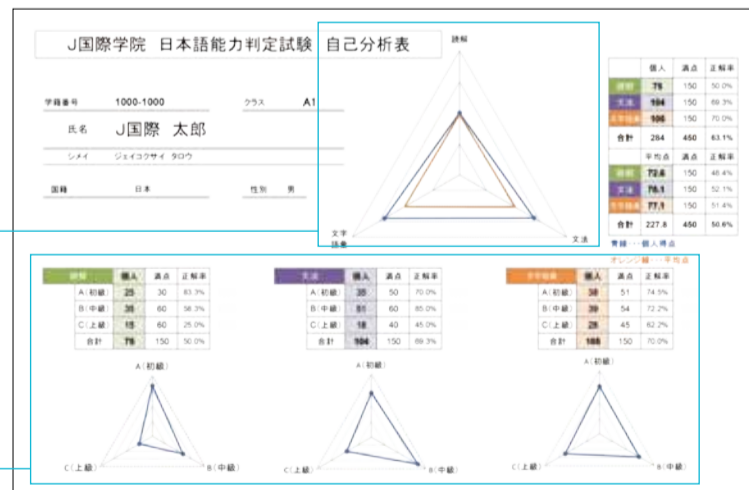 J国際学院 日本語能力判定試験 自己分析表
学籍番号 1000-1000 クラス A1
氏名 J国際 太郎
シメイ ジェイコクサイ タロウ
国籍 日本 性別 男
読解
文字語彙
文法
個人 満点 正解率
読解 75 150 50.0%
文法 104 150 69.3%
文字語彙 105 150 70.0%
合計 284 450 63.1%
平均点 満点 正解率
読解 72.6 150 48.4%
文法 78.1 150 52.1%
文字語彙 77.1 150 51.4%
合計 227.8 450 50.6%
青線・・・個人得点
オレンジ線・・・平均点
読解 個人 満点 正解率
A(初級) 25 30 83.3%
B(中級) 35 60 58.3%
C(上級) 15 60 25.0%
合計 75 150 50.0%
A(初級)
C(上級)
B(中級)
文法 個人 満点 正解率
A(初級) 35 50 70.0%
B(中級) 51 60 85.0%
C(上級) 18 40 45.0%
合計 104 150 69.3%
A(初級)
C(上級)
B(中級)
文字語彙 個人 満点 正解率
A(初級) 38 51 74.5%
B(中級) 39 54 72.2%
C(上級) 28 45 62.2%
合計 105 150 70.0%
A(初級)
C(上級)
B(中級)